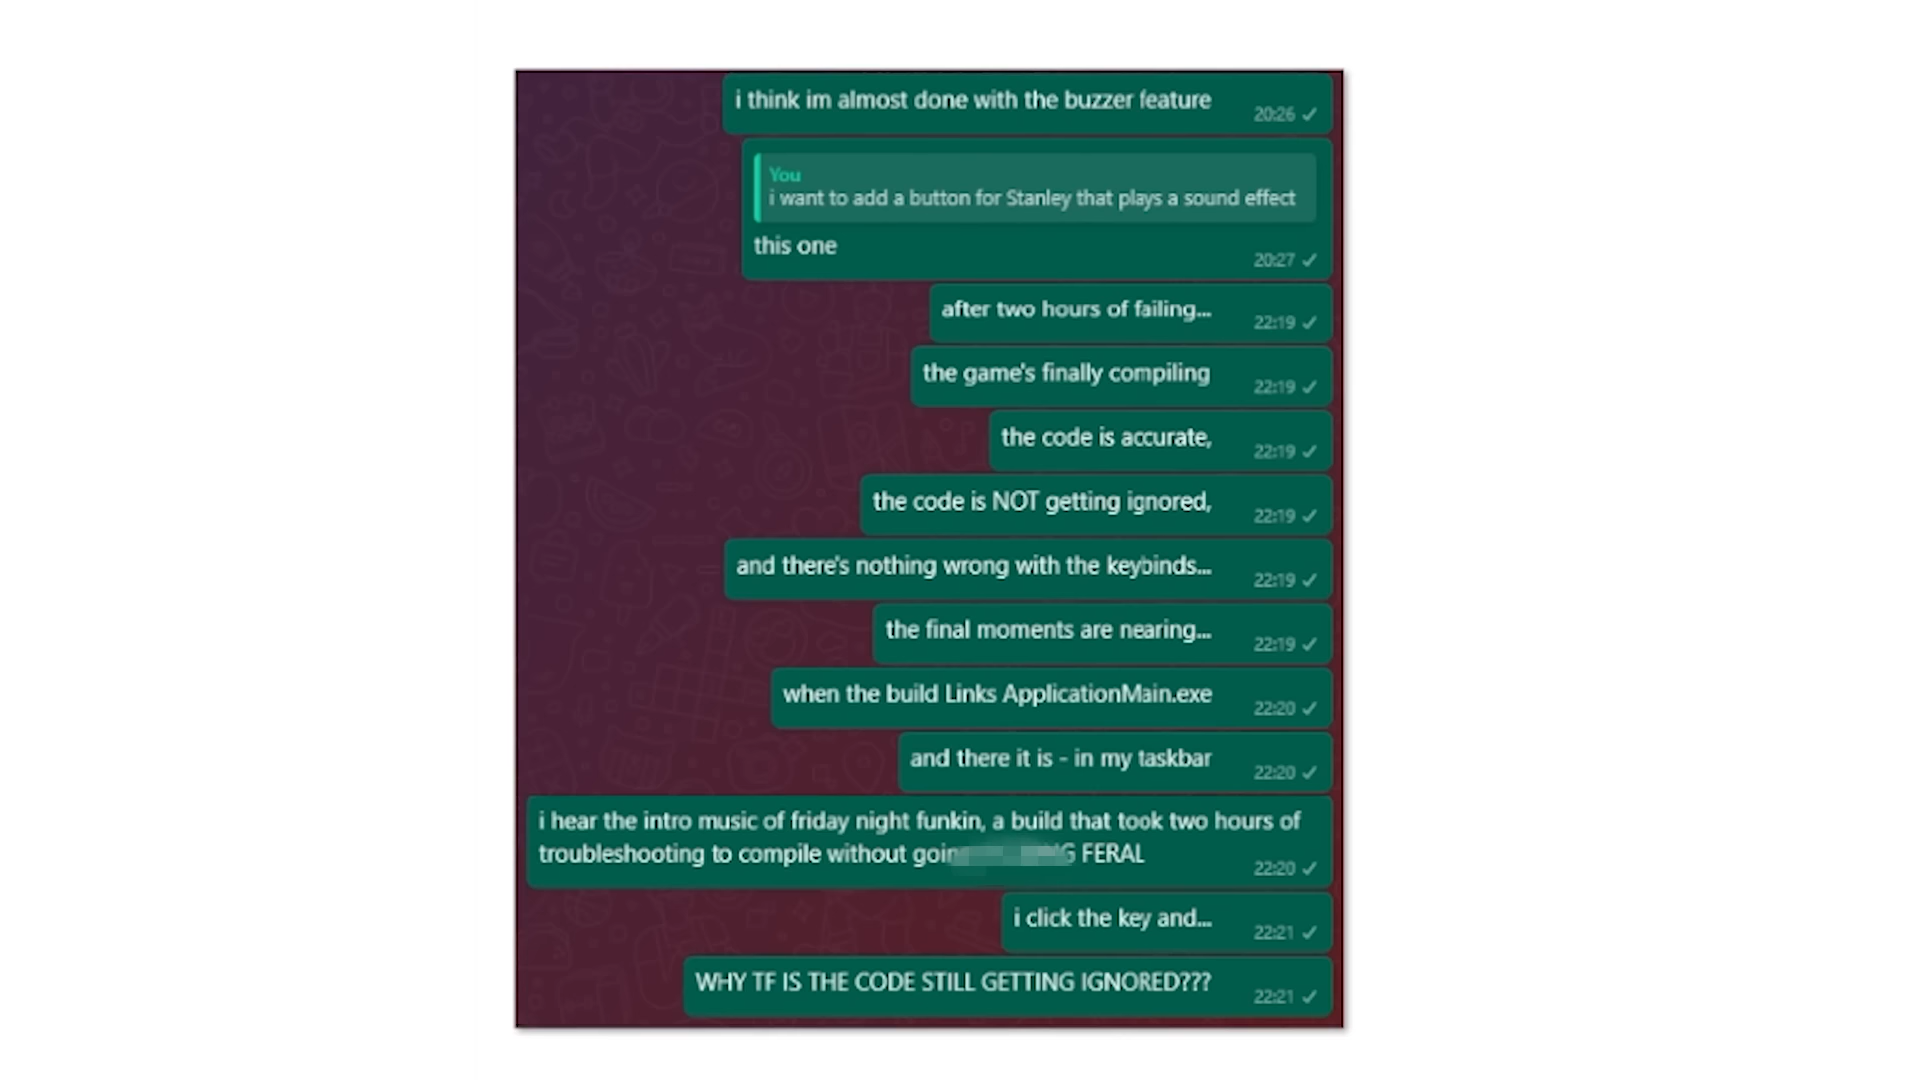 i think im almost done with the buzzer feature
20:26
You
i want to add a button for Stanley that plays a sound effect
this one
20:27
after two hours of failing...
22:19
the game's finally compiling
22:19
the code is accurate,
22:19
the code is NOT getting ignored,
22:19
and there's nothing wrong with the keybinds...
22:19
the final moments are nearing...
22:19
when the build Links ApplicationMain.exe
22:20
and there it is - in my taskbar
22:20
i hear the intro music of friday night funkin, a build that took two hours of
troubleshooting to compile without FERAL
22:20
i click the key and...
22:21
WHY TF IS THE CODE STILL GETTING IGNORED???
22:21